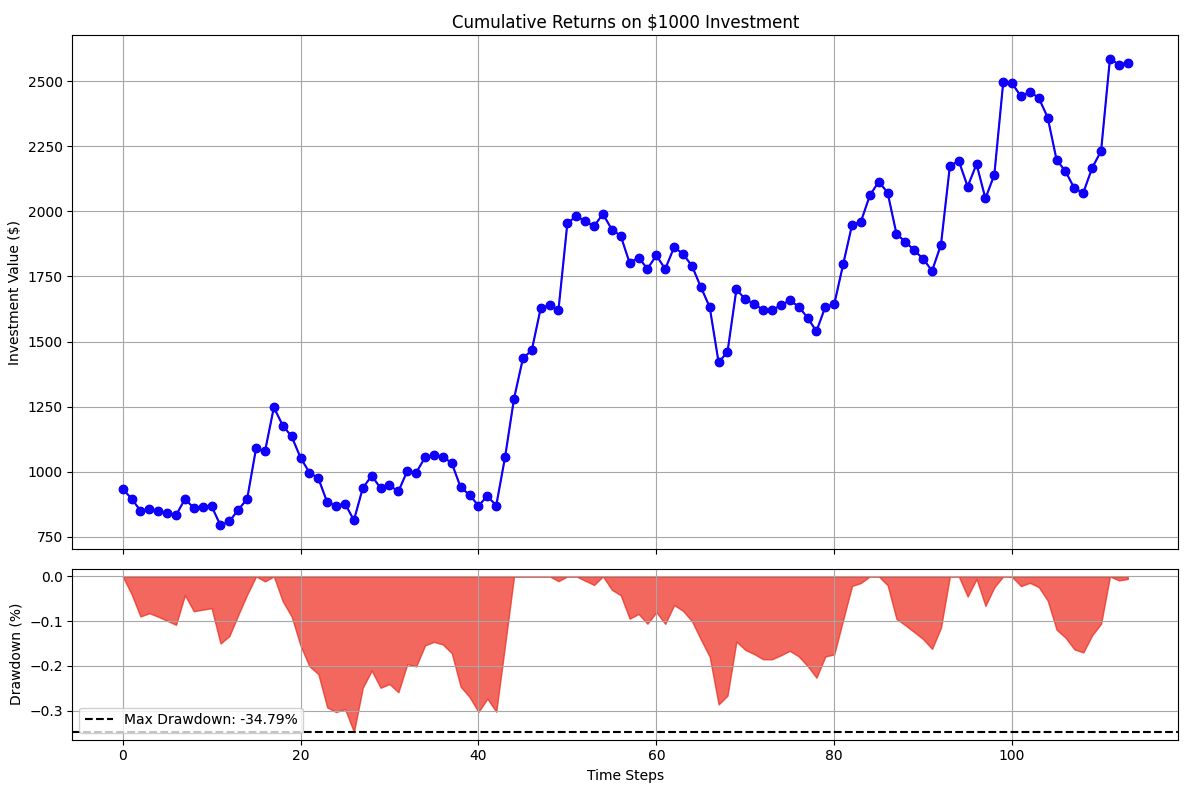 Cumulative Returns on $1000 Investment
Investment Value ($)
2500
2250
2000
1750
1500
1250
1000
750
Drawdown (%)
0.0
−0.1
−0.2
−0.3
Max Drawdown: -34.79%
0 20 40 60 80 100
Time Steps